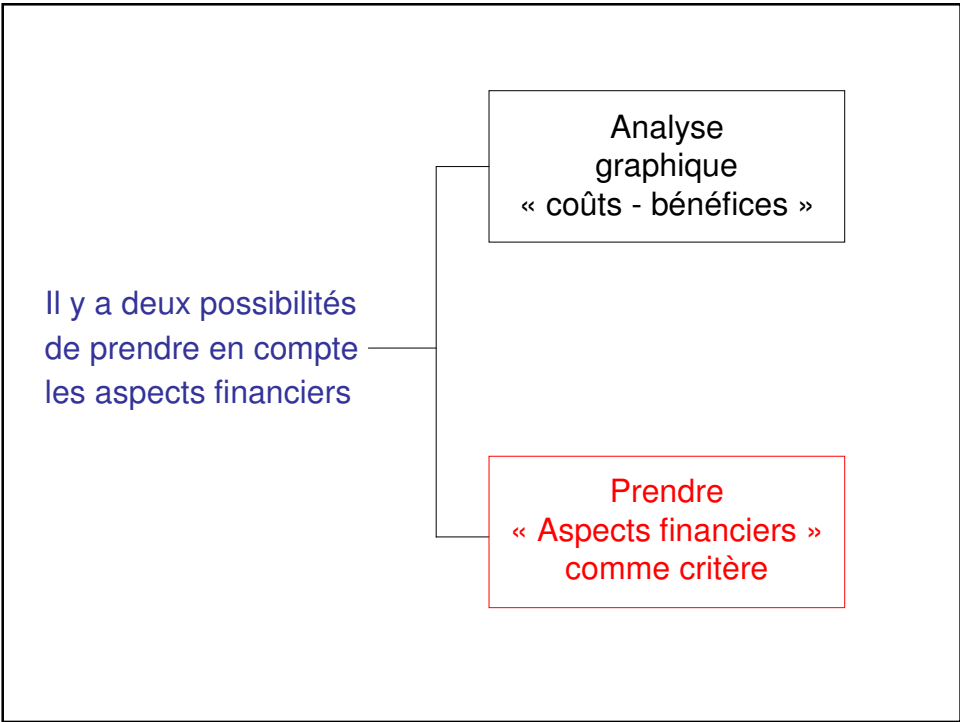 Il y a deux possibilités
de prendre en compte
les aspects financiers
Analyse
graphique
« coûts - bénéfices »
Prendre
« Aspects financiers »
comme critère